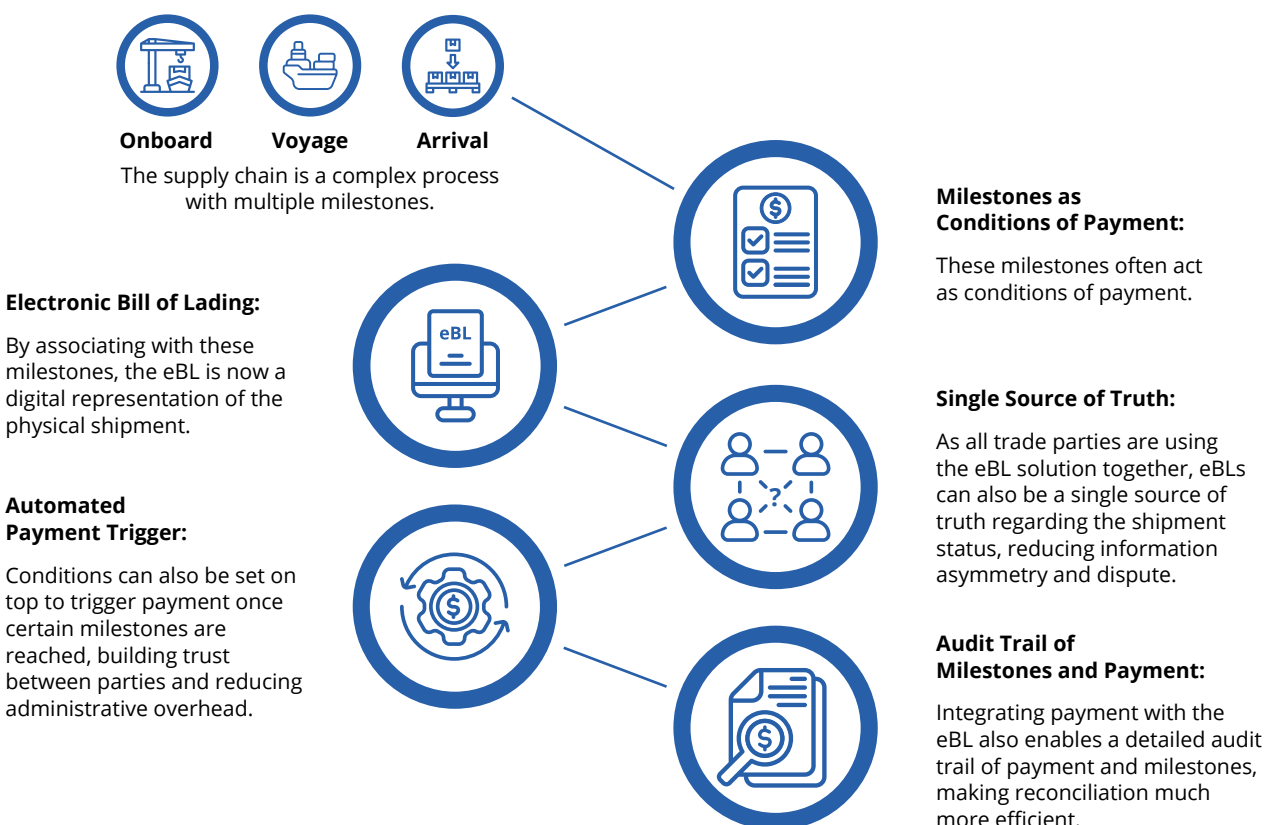 Onboard
Voyage
Arrival
The supply chain is a complex process
with multiple milestones.
$
Milestones as
Conditions of Payment:
These milestones often act
as conditions of payment.
Electronic Bill of Lading:
By associating with these
milestones, the eBL is now a
digital representation of the
physical shipment.
eBL
?
Single Source of Truth:
As all trade parties are using
the eBL solution together, eBLs
can also be a single source of
truth regarding the shipment
status, reducing information
asymmetry and dispute.
Automated
Payment Trigger:
Conditions can also be set on
top to trigger payment once
certain milestones are
reached, building trust
between parties and reducing
administrative overhead.
$
$
Audit Trail of
Milestones and Payment:
Integrating payment with the
eBL also enables a detailed audit
trail of payment and milestones,
making reconciliation much
more efficient.